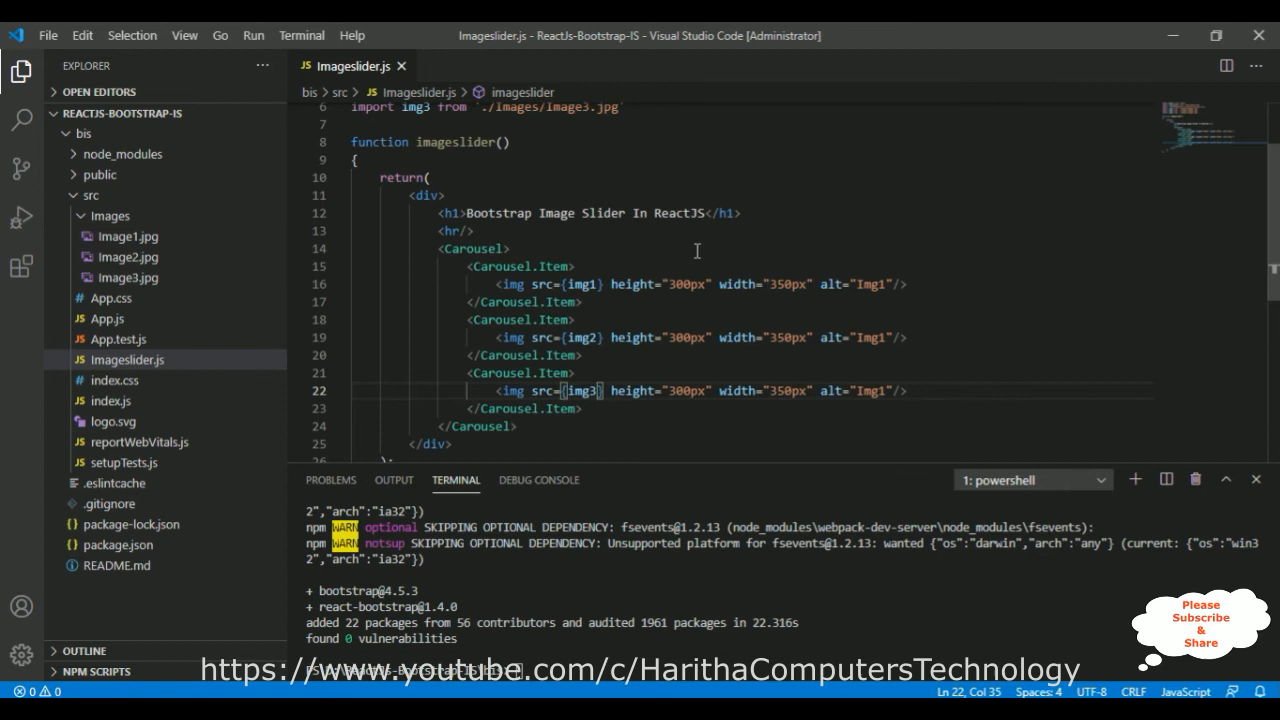 File Edit Selection View Go Run Terminal Help
Imageslider.js - ReactJs-Bootstrap-IS - Visual Studio Code [Administrator]
EXPLORER
OPEN EDITORS
REACTJS-BOOTSTRAP-IS
bis
node_modules
public
src
Images
Image1.jpg
Image2.jpg
Image3.jpg
App.css
App.js
App.test.js
Imageslider.js
index.css
index.js
logo.svg
reportWebVitals.js
setupTests.js
.eslintcache
.gitignore
package-lock.json
package.json
README.md
OUTLINE
NPM SCRIPTS
JS Imageslider.js
bis > src > JS Imageslider.js > imageslider
6 import img3 from './Images/Image3.jpg'
7
8 function imageslider()
9 {
10 return(
11 <div>
12 <h1>Bootstrap Image Slider In ReactJS</h1>
13 <hr/>
14 <Carousel>
15 <Carousel.Item>
16 <img src={img1} height="300px" width="350px" alt="Img1"/>
17 </Carousel.Item>
18 <Carousel.Item>
19 <img src={img2} height="300px" width="350px" alt="Img1"/>
20 </Carousel.Item>
21 <Carousel.Item>
22 <img src={img3} height="300px" width="350px" alt="Img1"/>
23 </Carousel.Item>
24 </Carousel>
25 </div>
PROBLEMS OUTPUT TERMINAL DEBUG CONSOLE
1: powershell
2","arch":"ia32"})
npm WARN optional SKIPPING OPTIONAL DEPENDENCY: fsevents@1.2.13 (node_modules\webpack-dev-server\node_modules\fsevents):
npm WARN notsup SKIPPING OPTIONAL DEPENDENCY: Unsupported platform for fsevents@1.2.13: wanted {"os":"darwin","arch":"any"} (current: {"os":"win3
2","arch":"ia32"})
+ bootstrap@4.5.3
+ react-bootstrap@1.4.0
added 22 packages from 56 contributors and audited 1961 packages in 22.316s
found 0 vulnerabilities
Please
Subscribe
&
Share
https://www.youtube.com/c/HarithaComputersTechnology
0 0
Ln 22, Col 35 Spaces: 4 UTF-8 CRLF JavaScript